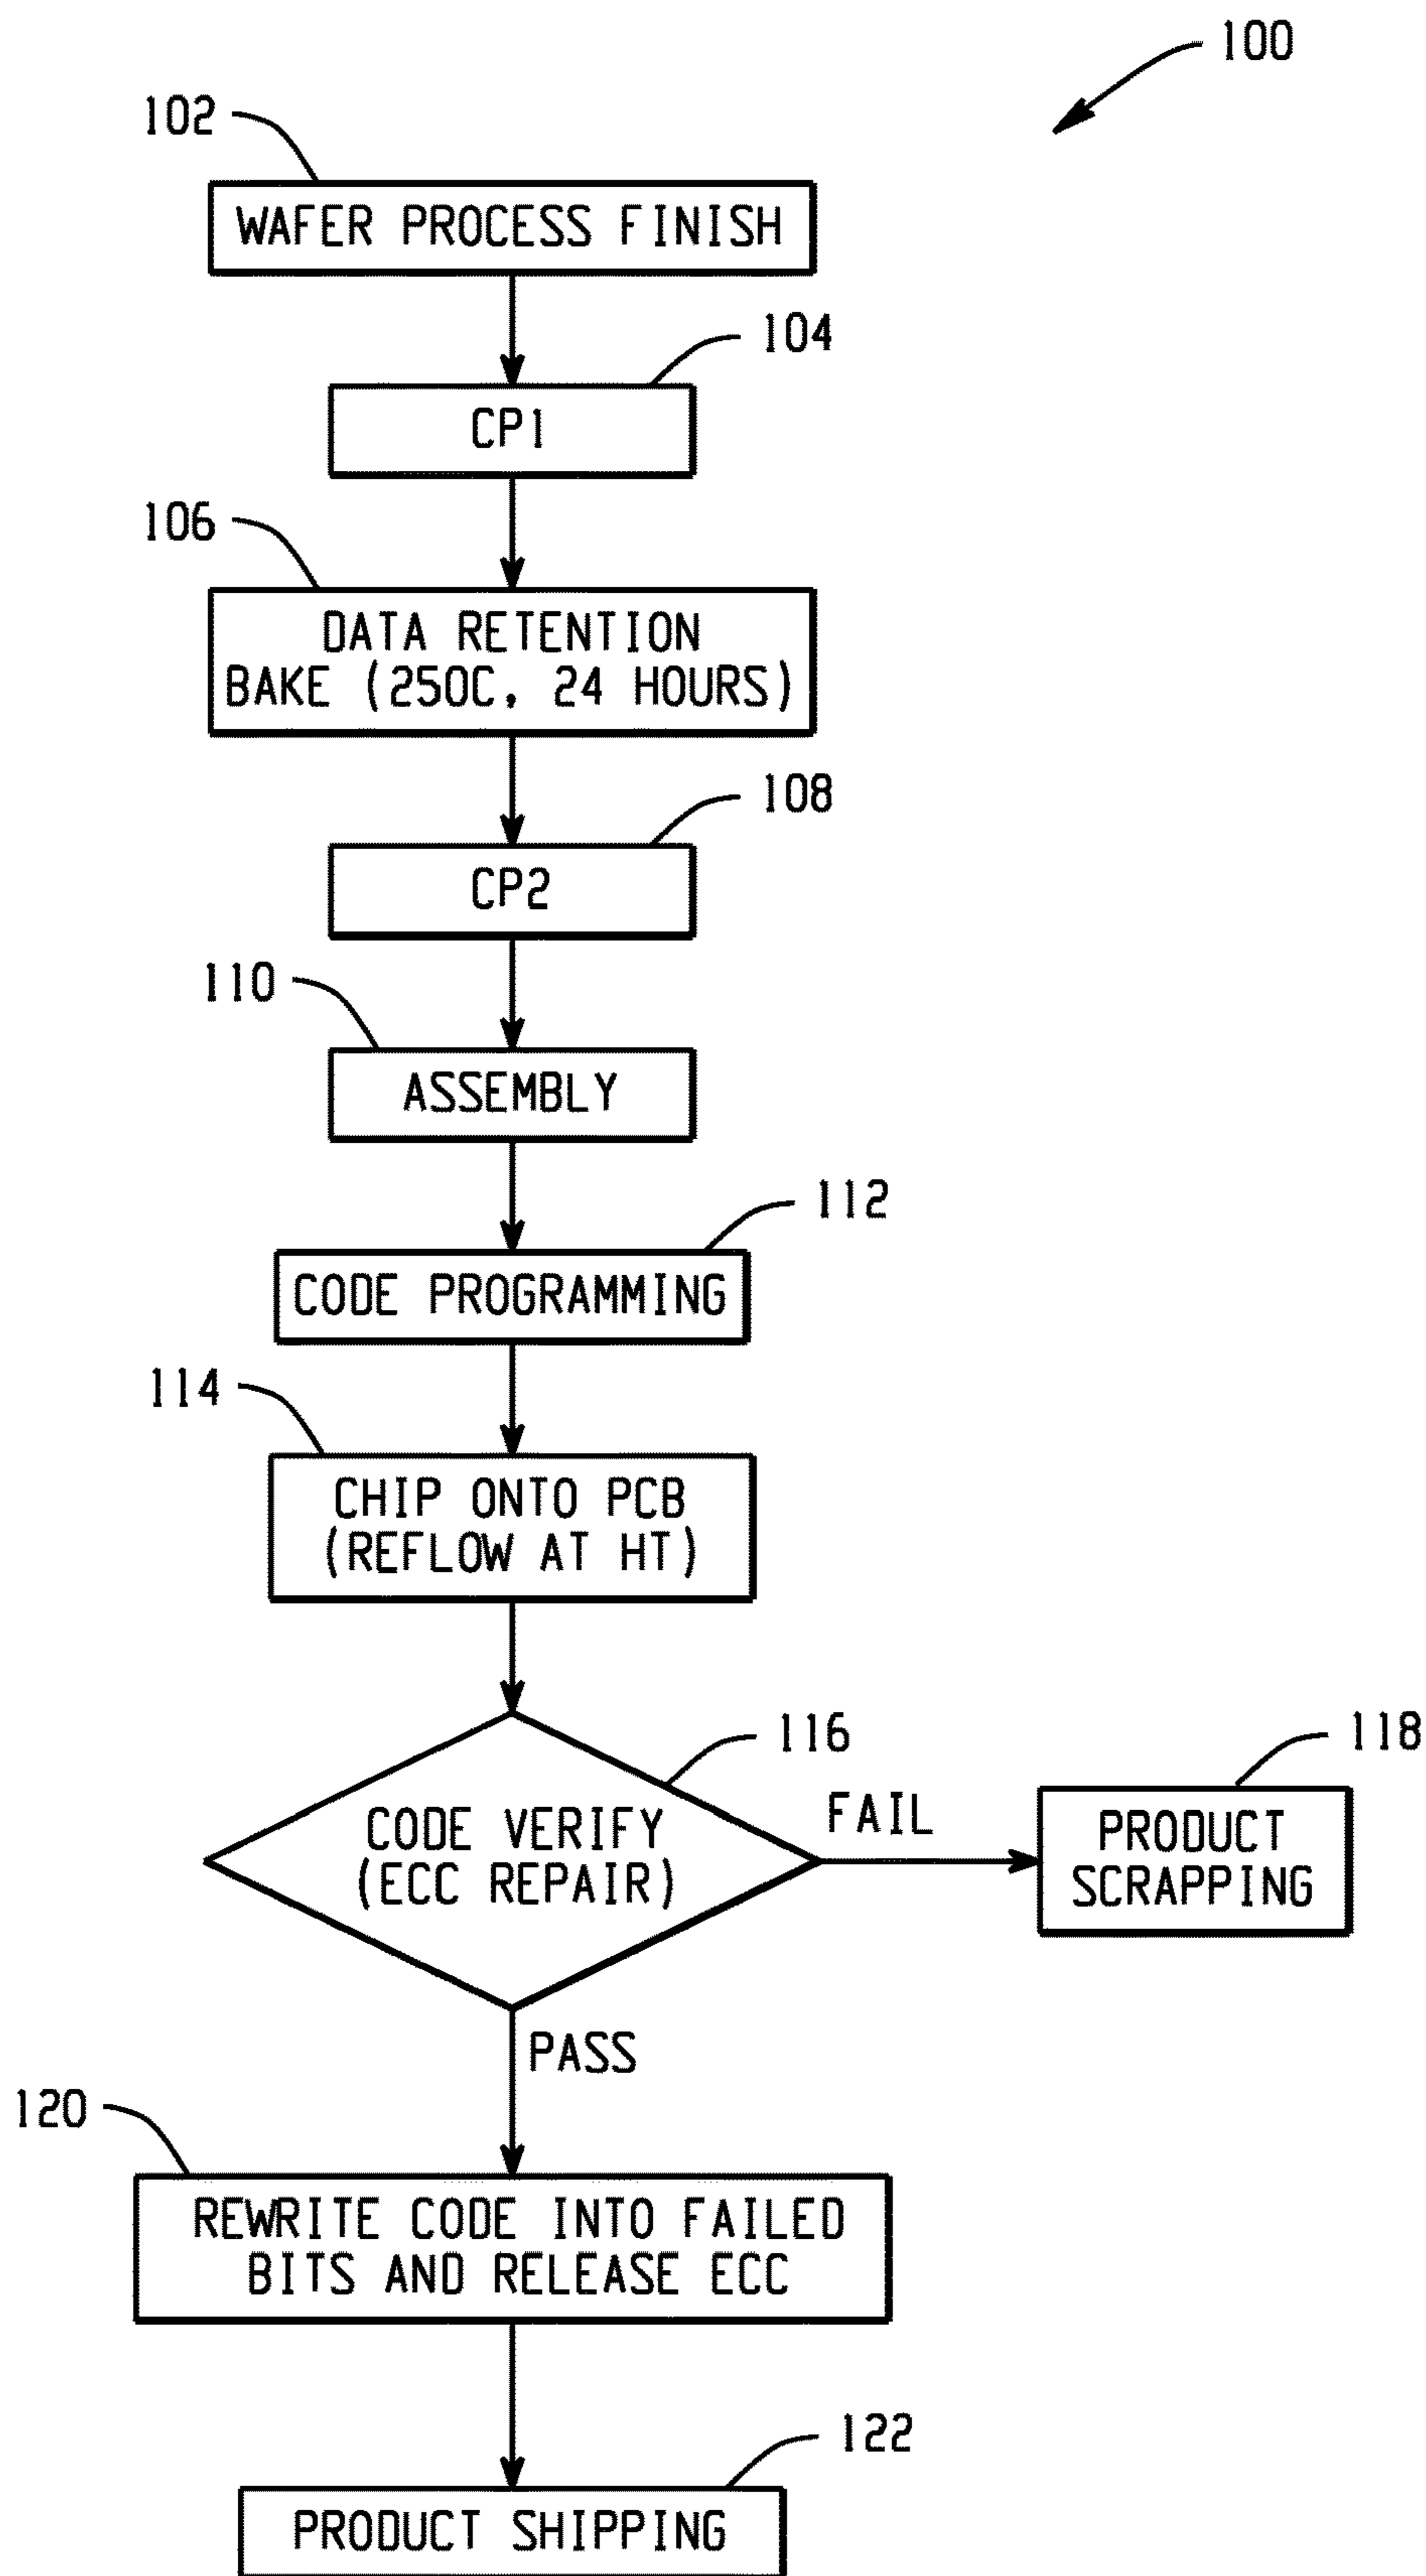 100
102
WAFER PROCESS FINISH
104
CP1
106
DATA RETENTION
BAKE (250C, 24 HOURS)
108
CP2
110
ASSEMBLY
112
CODE PROGRAMMING
114
CHIP ONTO PCB
(REFLOW AT HT)
116
CODE VERIFY
(ECC REPAIR)
FAIL
118
PRODUCT
SCRAPPING
PASS
120
REWRITE CODE INTO FAILED
BITS AND RELEASE ECC
122
PRODUCT SHIPPING